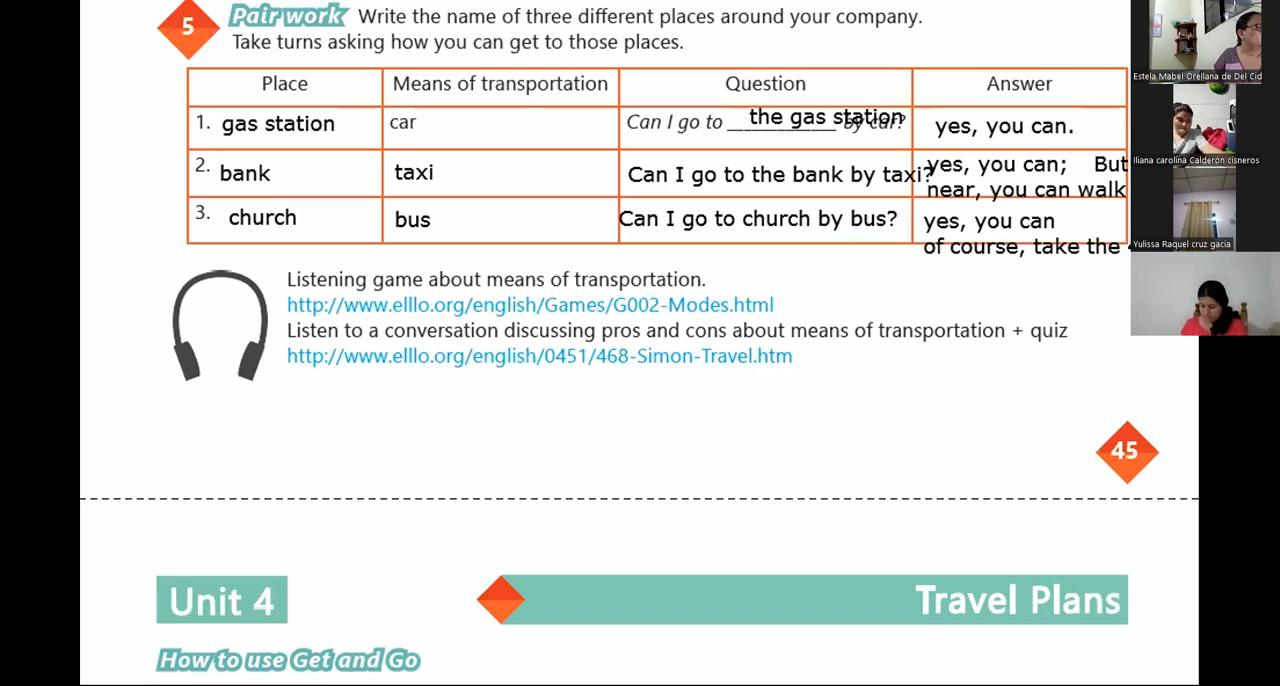 5
Pair work Write the name of three different places around your company.
Take turns asking how you can get to those places.
Place Means of transportation Question Answer
1. gas station car Can I go to ____________ by car? the gas station yes, you can.
2. bank taxi Can I go to the bank by taxi? yes, you can; But
near, you can walk
3. church bus Can I go to church by bus? yes, you can
of course, take the
Listening game about means of transportation.
http://www.elllo.org/english/Games/G002-Modes.html
Listen to a conversation discussing pros and cons about means of transportation + quiz
http://www.elllo.org/english/0451/468-Simon-Travel.htm
45
Unit 4
Travel Plans
How to use Get and Go
Estela Mabel Orellana de Del Cid
Iliana carolina Calderón cisneros
Yulissa Raquel cruz gacia